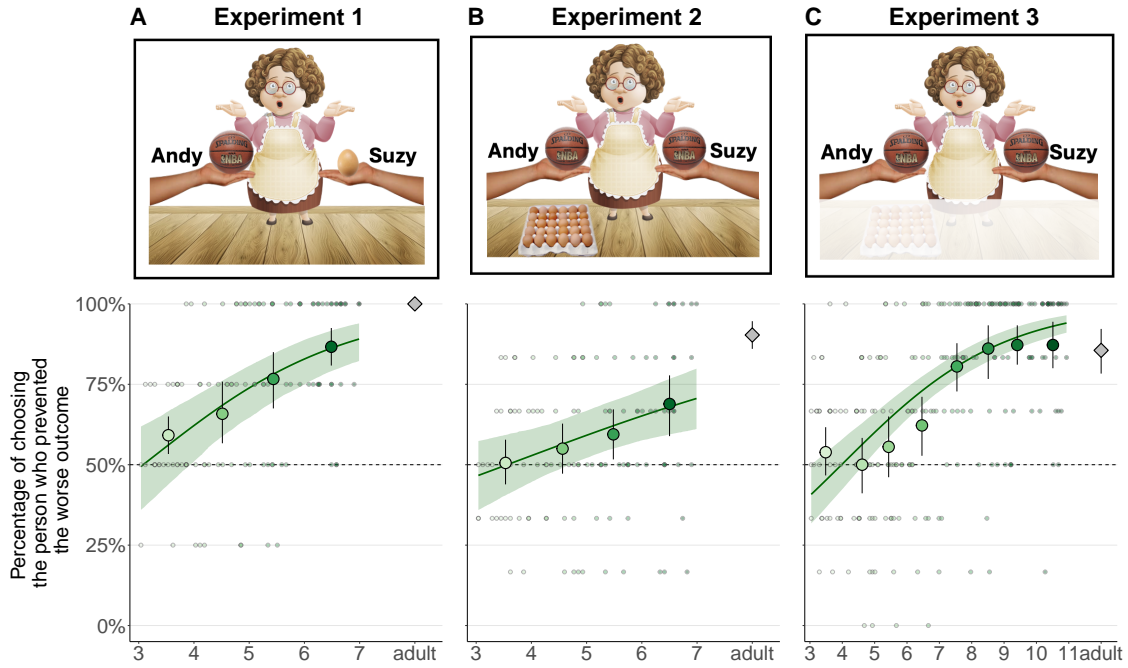 A Experiment 1
B Experiment 2
C Experiment 3
Andy
SPALDING
NBA
Suzy
Andy
SPALDING
NBA
SPALDING
NBA
Suzy
Andy
SPALDING
NBA
SPALDING
NBA
Suzy
Percentage of choosing
the person who prevented
the worse outcome
100%
75%
50%
25%
0%
3 4 5 6 7 adult
3 4 5 6 7 adult
3 4 5 6 7 8 9 10 11 adult